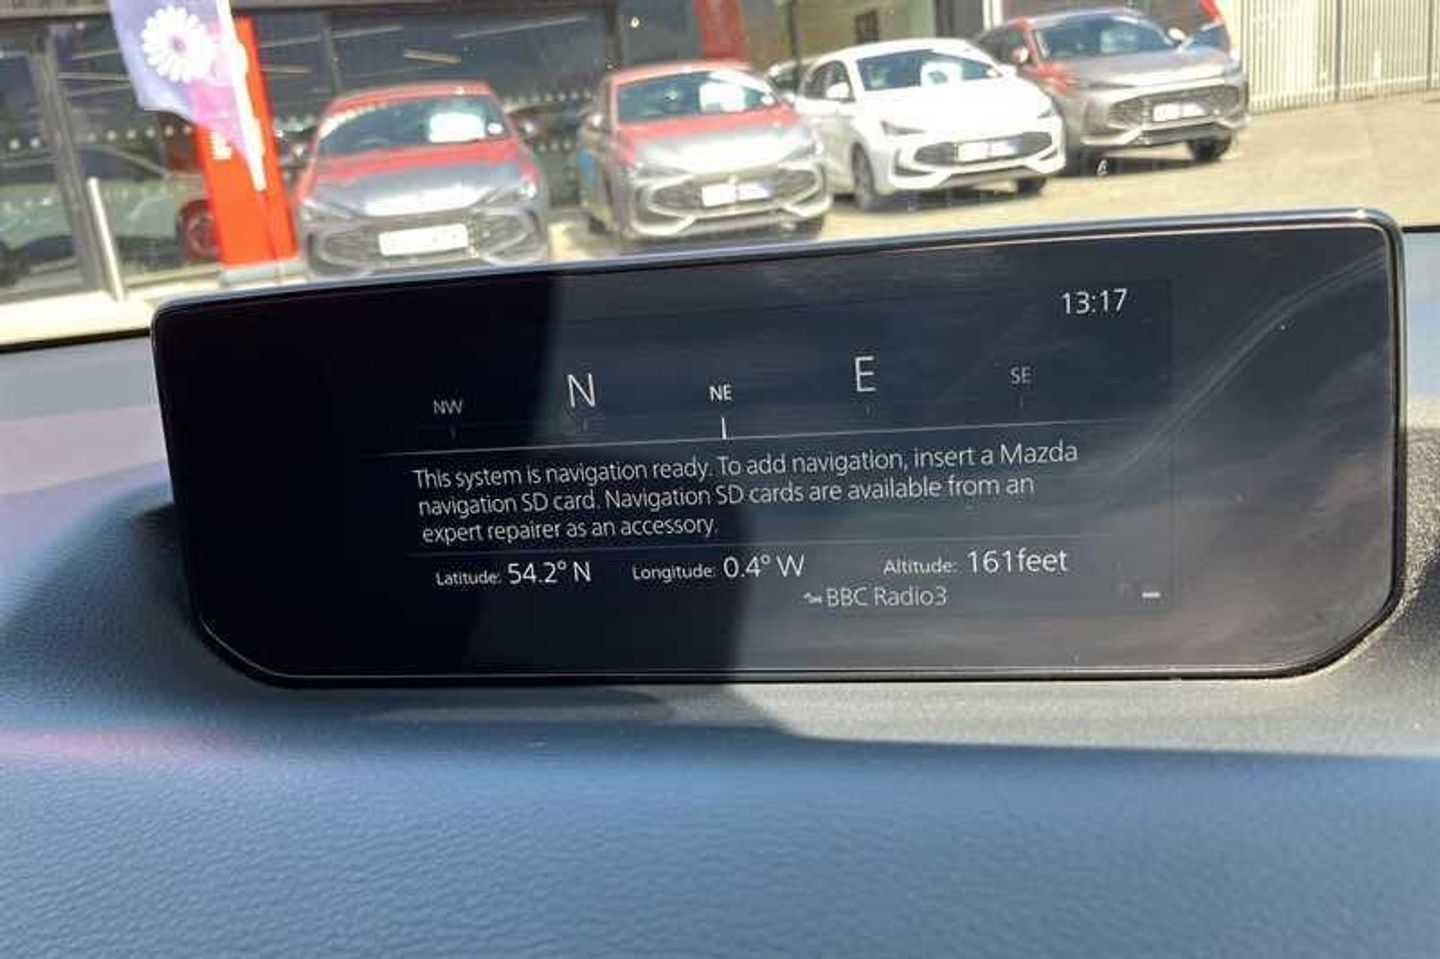 13:17
NW N NE E SE
This system is navigation ready. To add navigation, insert a Mazda
navigation SD card. Navigation SD cards are available from an
expert repairer as an accessory.
Latitude: 54.2° N Longitude: 0.4° W Altitude: 161feet
BBC Radio3